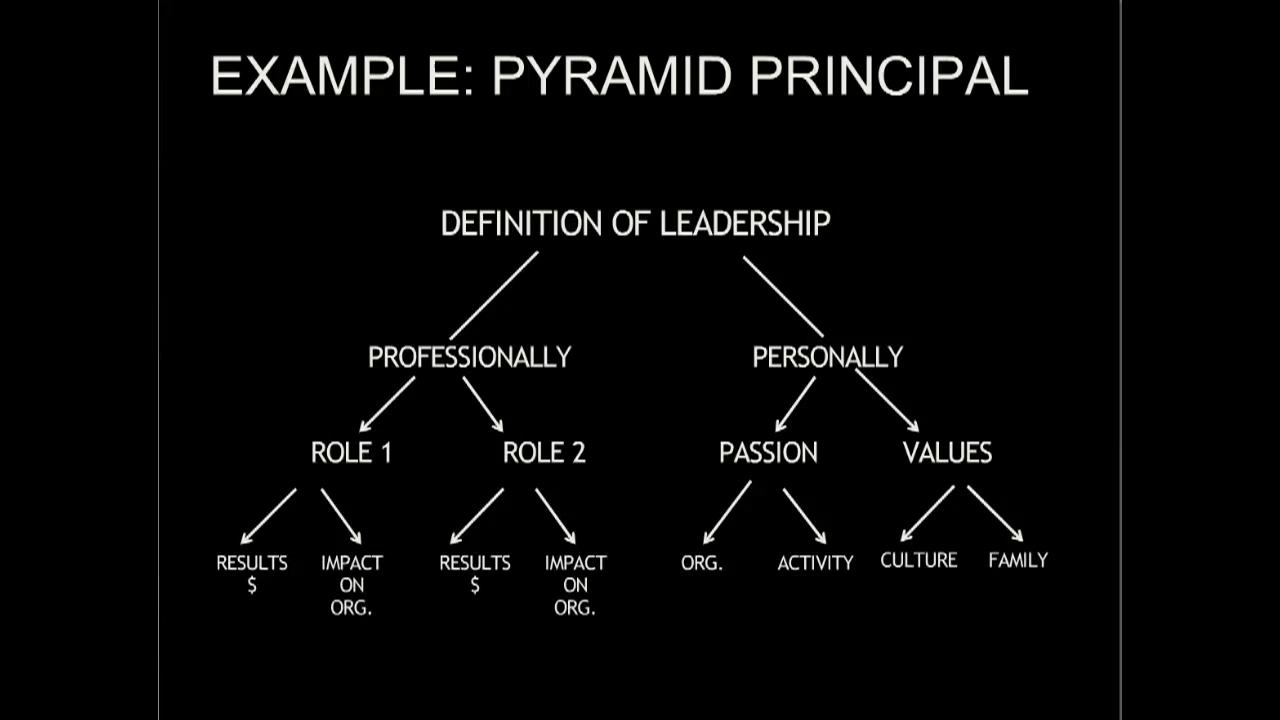 EXAMPLE: PYRAMID PRINCIPAL
DEFINITION OF LEADERSHIP
PROFESSIONALLY
PERSONALLY
ROLE 1
ROLE 2
PASSION
VALUES
RESULTS
$
IMPACT
ON
ORG.
RESULTS
$
IMPACT
ON
ORG.
ORG.
ACTIVITY
CULTURE
FAMILY